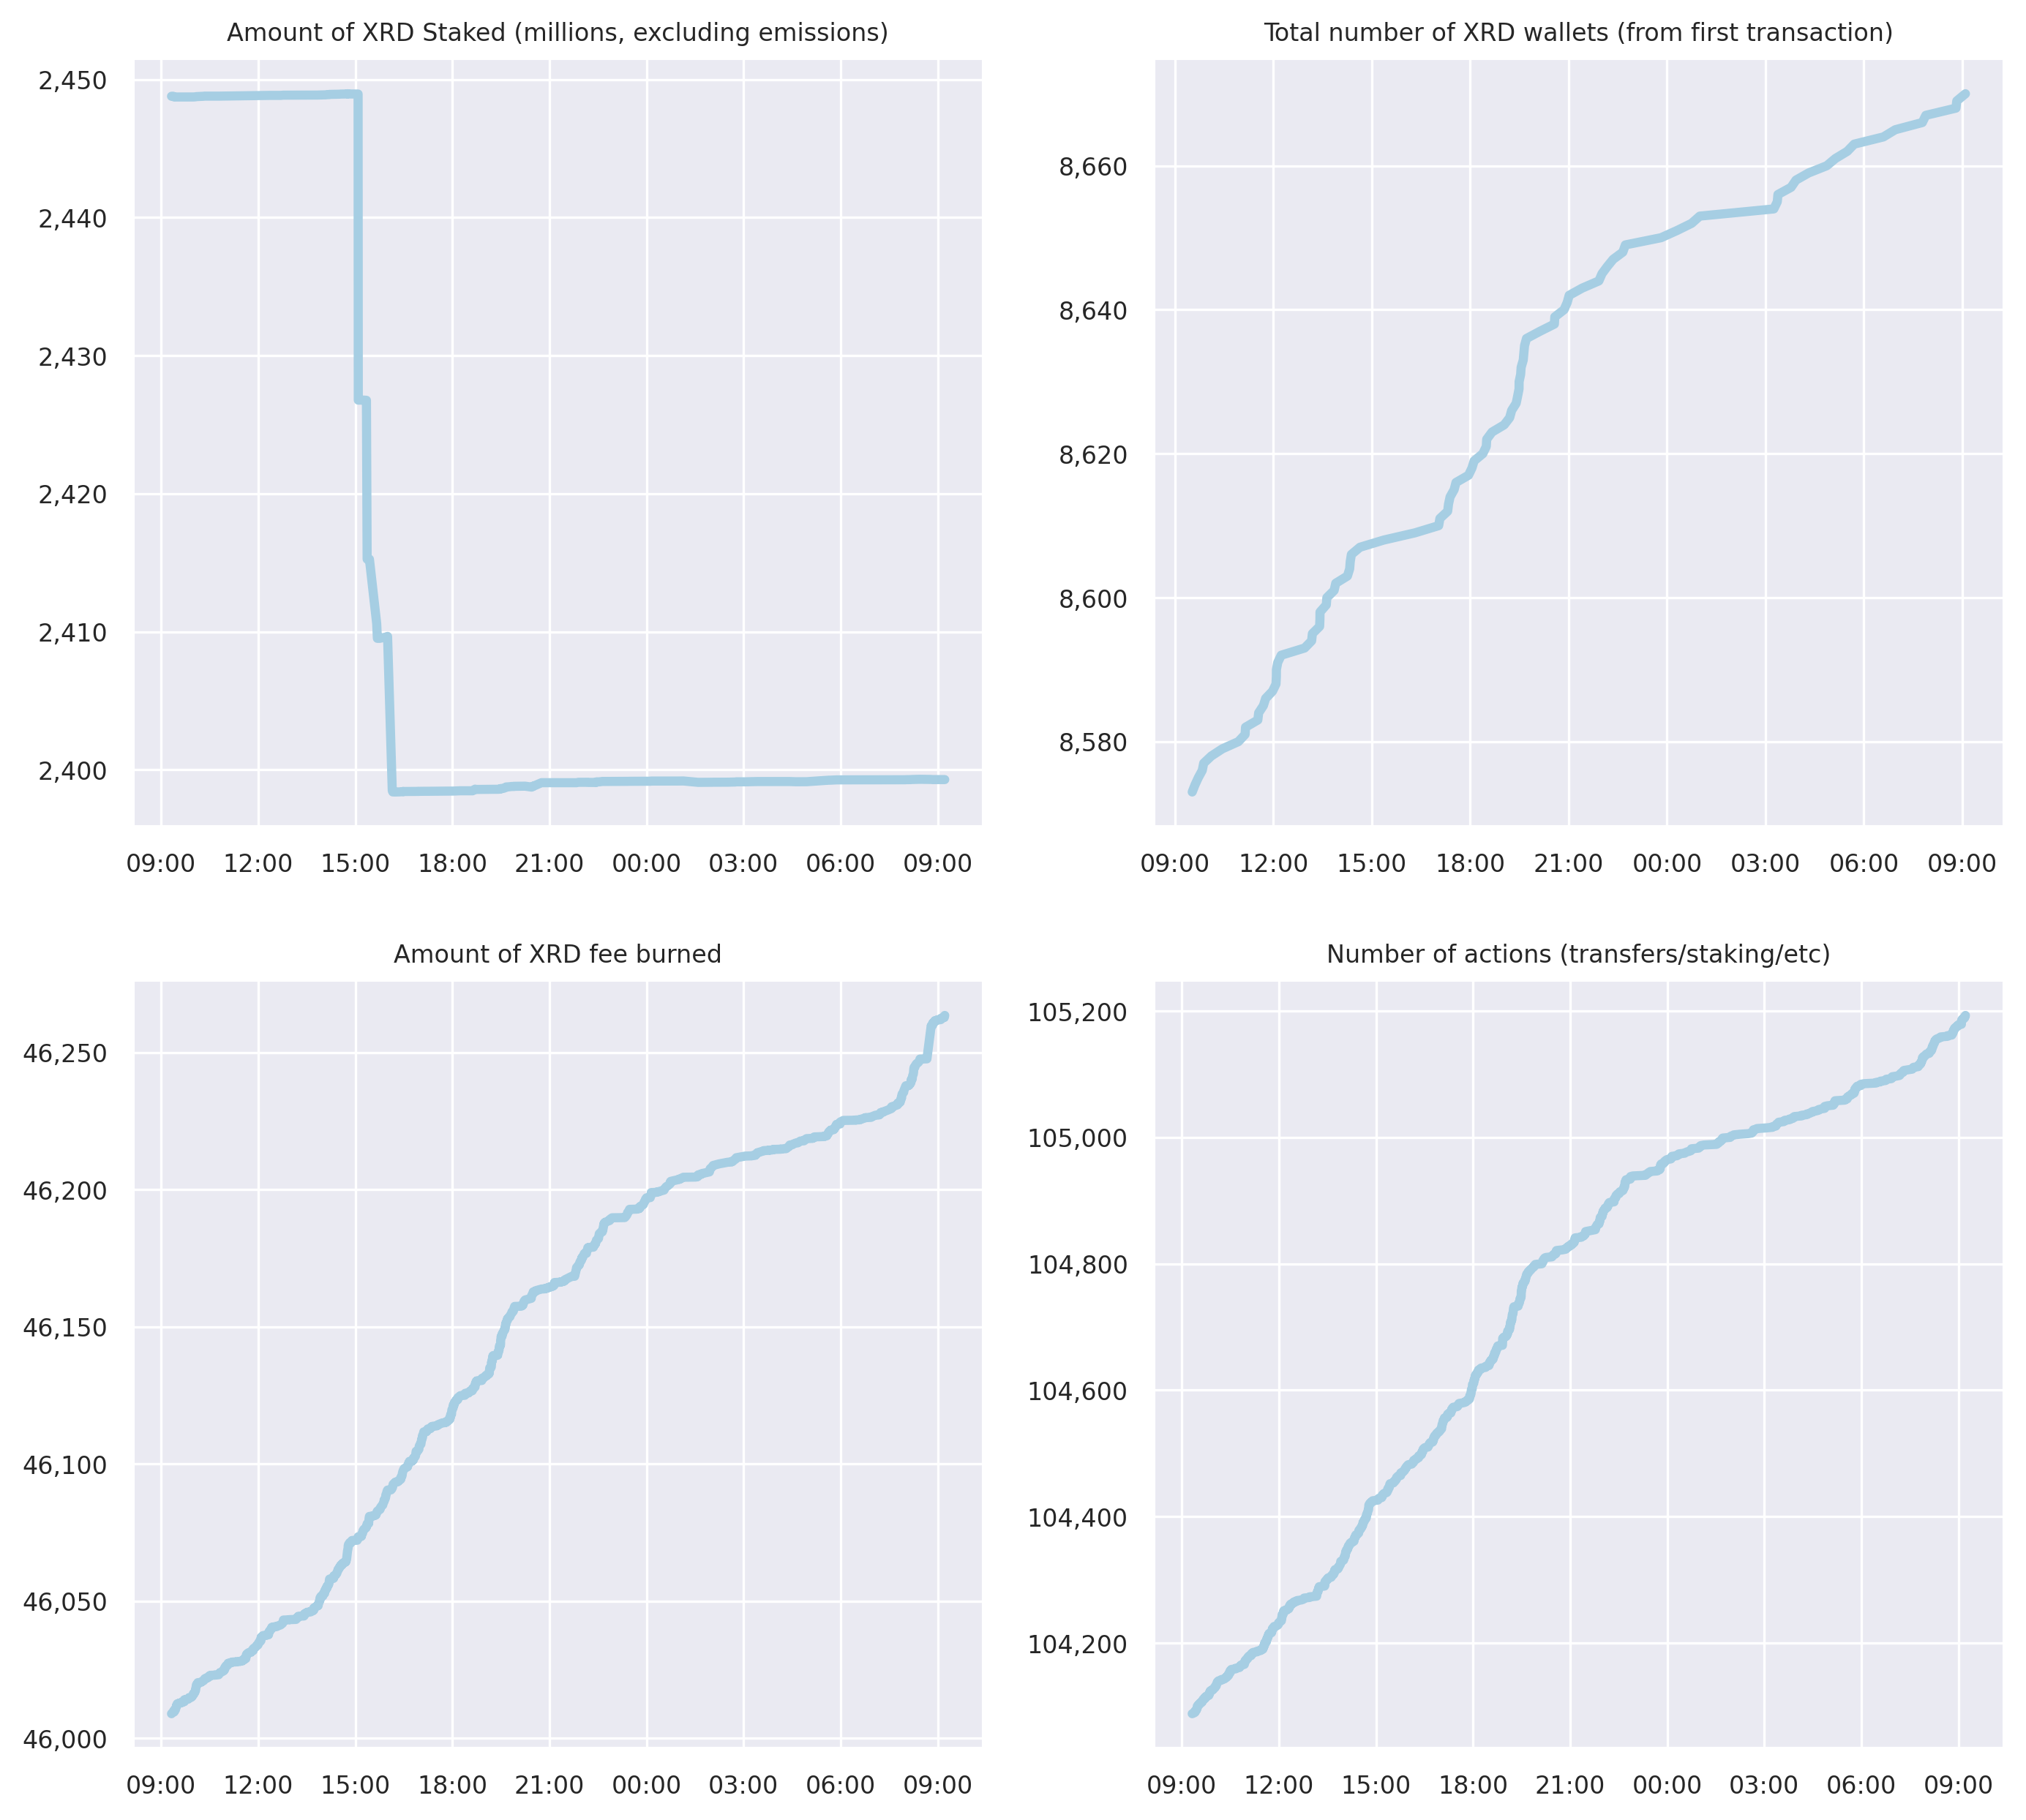 Amount of XRD Staked (millions, excluding emissions)
2,450
2,440
2,430
2,420
2,410
2,400
09:00 12:00 15:00 18:00 21:00 00:00 03:00 06:00 09:00
Total number of XRD wallets (from first transaction)
8,660
8,640
8,620
8,600
8,580
09:00 12:00 15:00 18:00 21:00 00:00 03:00 06:00 09:00
Amount of XRD fee burned
46,250
46,200
46,150
46,100
46,050
46,000
09:00 12:00 15:00 18:00 21:00 00:00 03:00 06:00 09:00
Number of actions (transfers/staking/etc)
105,200
105,000
104,800
104,600
104,400
104,200
09:00 12:00 15:00 18:00 21:00 00:00 03:00 06:00 09:00